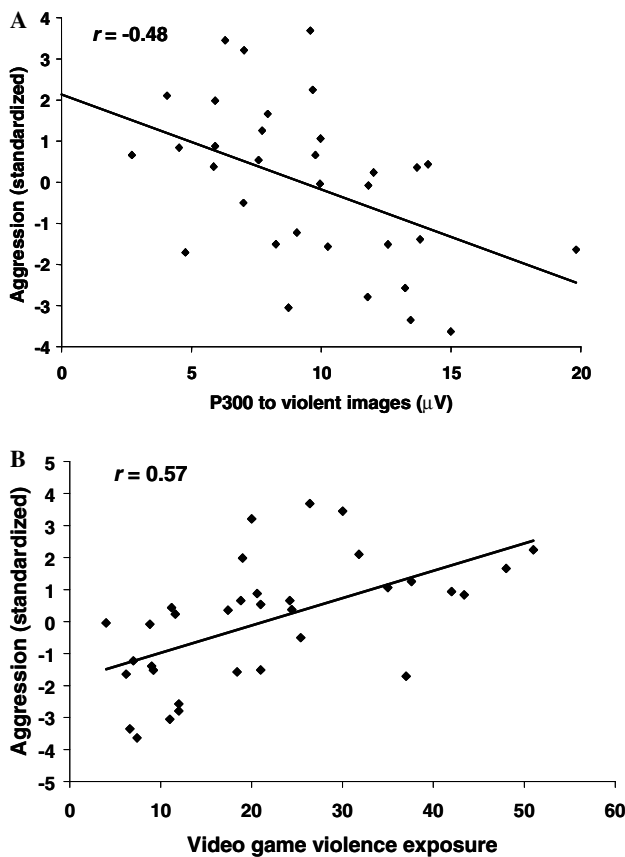 A
r = -0.48
Aggression (standardized)
4
3
2
1
0
-1
-2
-3
-4
0 5 10 15 20
P300 to violent images (μV)
B
r = 0.57
Aggression (standardized)
5
4
3
2
1
0
-1
-2
-3
-4
-5
0 10 20 30 40 50 60
Video game violence exposure